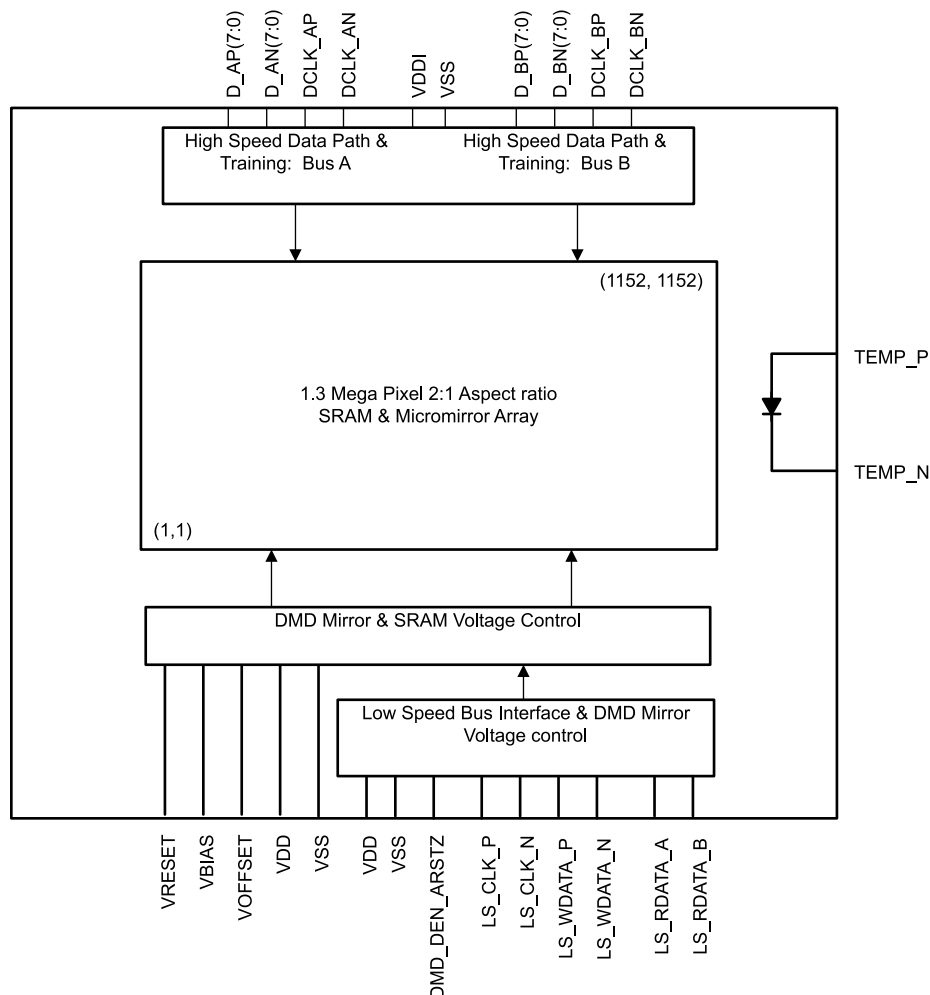 D_AP(7:0)
D_AN(7:0)
DCLK_AP
DCLK_AN
VDDI
VSS
D_BP(7:0)
D_BN(7:0)
DCLK_BP
DCLK_BN
High Speed Data Path &
Training: Bus A
High Speed Data Path &
Training: Bus B
(1152, 1152)
1.3 Mega Pixel 2:1 Aspect ratio
SRAM & Micromirror Array
(1,1)
TEMP_P
TEMP_N
DMD Mirror & SRAM Voltage Control
Low Speed Bus Interface & DMD Mirror
Voltage control
VRESET
VBIAS
VOFFSET
VDD
VSS
VDD
VSS
DMD_DEN_ARSTZ
LS_CLK_P
LS_CLK_N
LS_WDATA_P
LS_WDATA_N
LS_RDATA_A
LS_RDATA_B